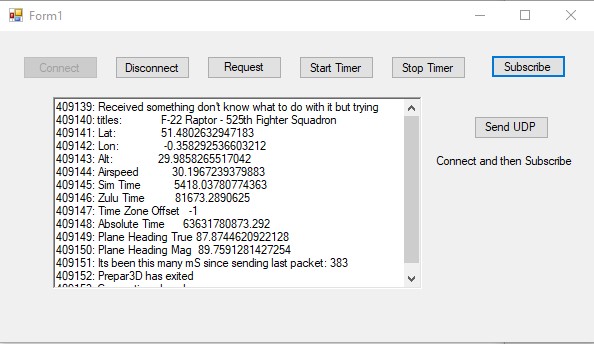 Form1
Connect Disconnect Request Start Timer Stop Timer Subscribe
409139: Received something don't know what to do with it but trying
409140: titles: F-22 Raptor - 525th Fighter Squadron
409141: Lat: 51.4802632947183
409142: Lon: -0.358292536603212
409143: Alt: 29.9858265517042
409144: Airspeed 30.1967239379883
409145: Sim Time 5418.03780774363
409146: Zulu Time 81673.2890625
409147: Time Zone Offset -1
409148: Absolute Time 63631780873.292
409149: Plane Heading True 87.8744620922128
409150: Plane Heading Mag 89.7591281427254
409151: Its been this many mS since sending last packet: 383
409152: Prepar3D has exited
Send UDP
Connect and then Subscribe